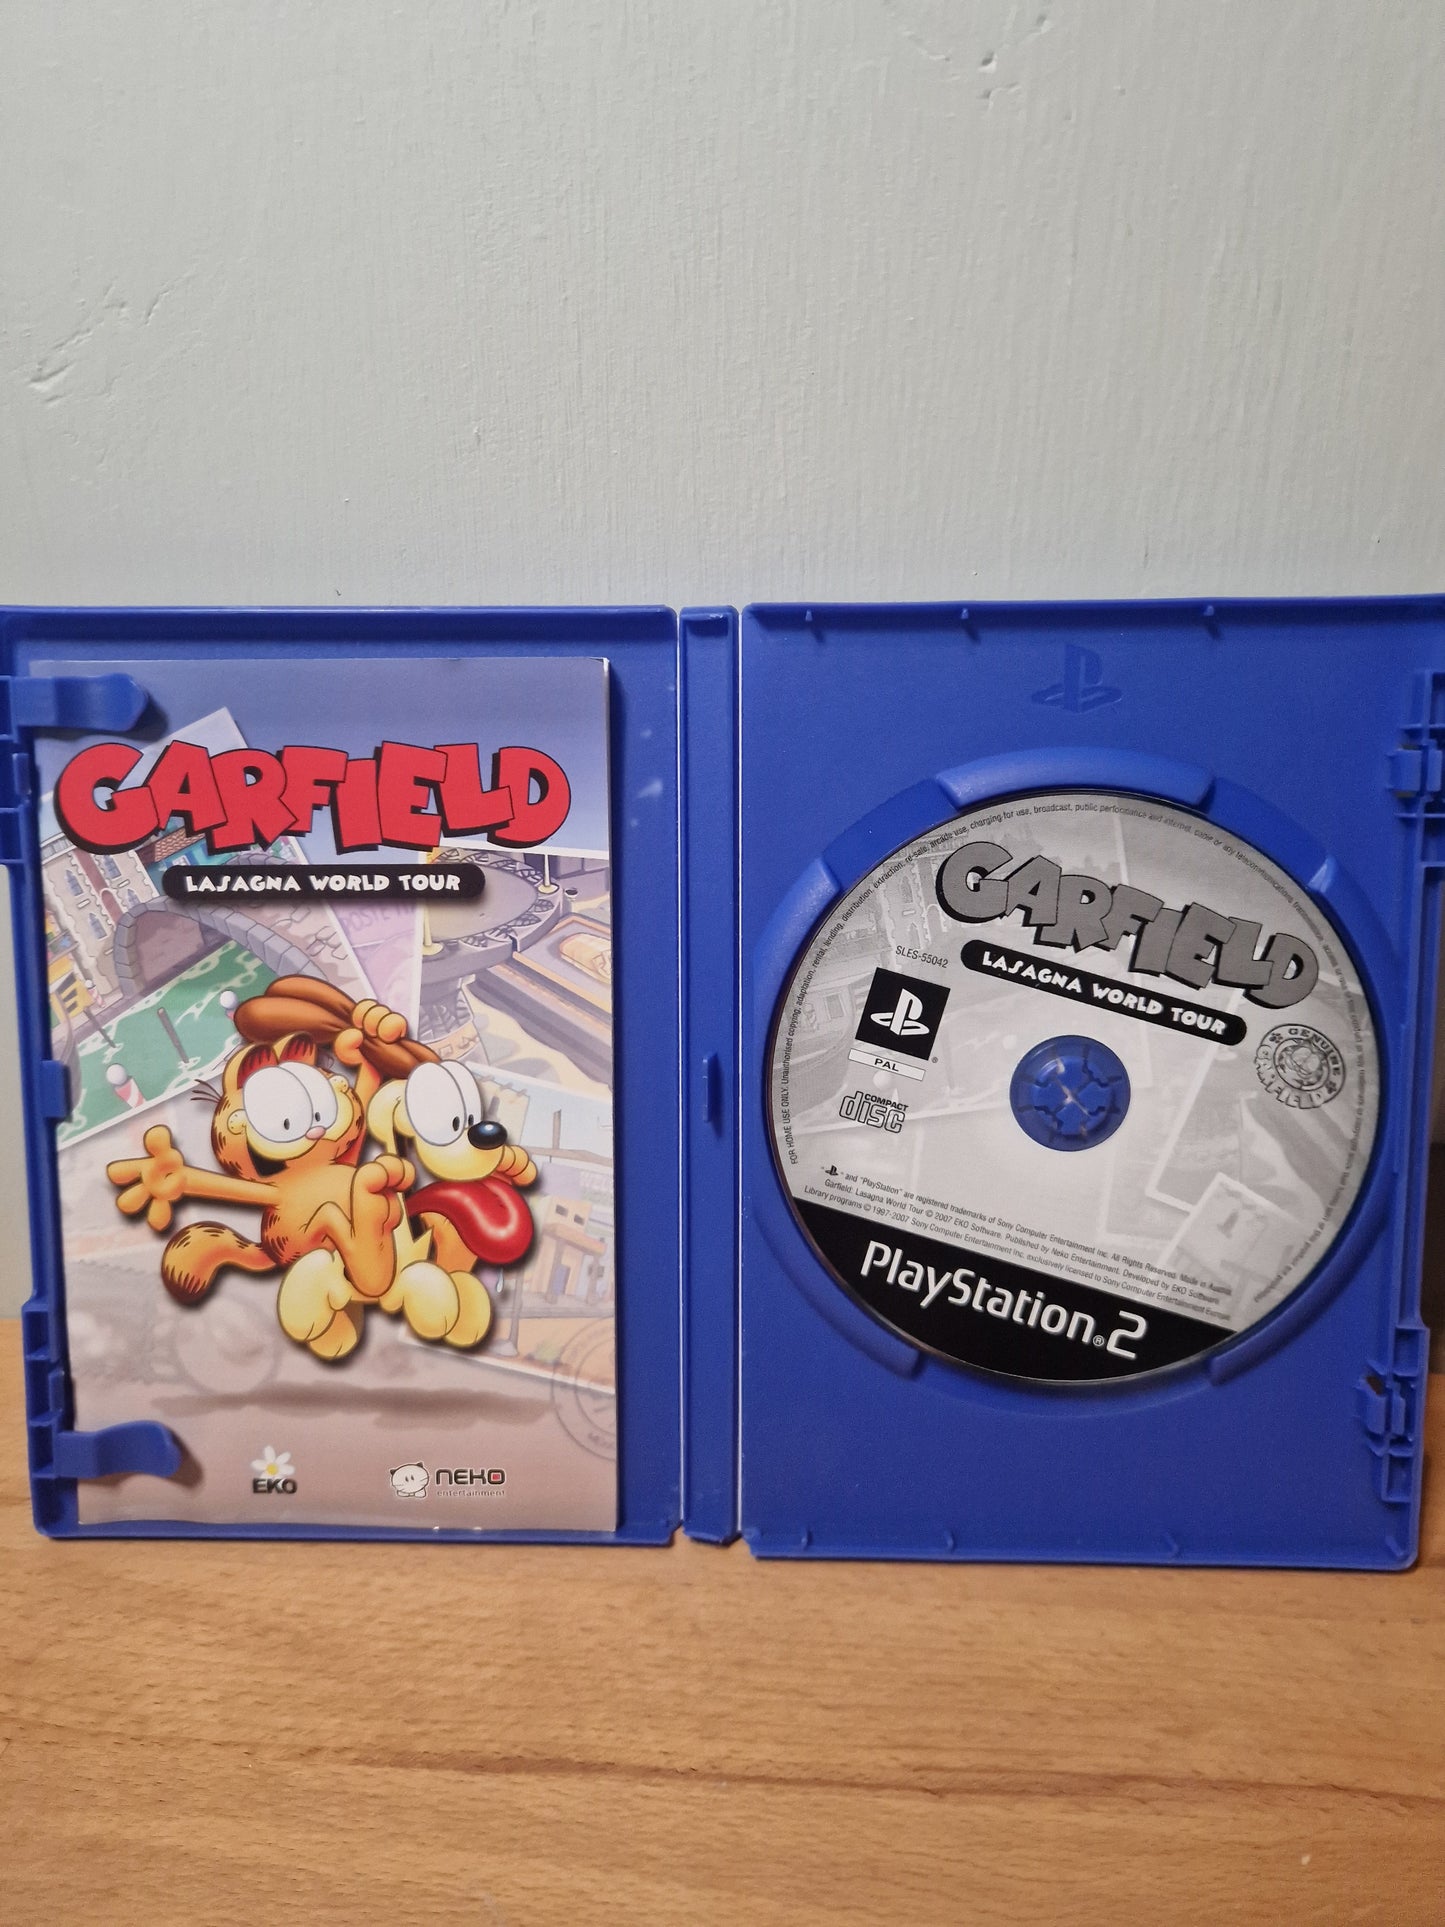 GARFIELD
LASAGNA WORLD TOUR
EKO
NEKO
entertainment
FOR HOME USE ONLY. Unauthorised copying, adaptation, rental, lending, distribution, extraction, re-sale, arcade use, charging for use, broadcast, public performance and internet, cable or any telecommunications
GARFIELD
LASAGNA WORLD TOUR
SLES-55042
PAL
COMPACT
disc
GENUINE
GARFIELD
" " and "PlayStation" are registered trademarks of Sony Computer Entertainment Inc. All Rights Reserved. Made in Austria.
Garfield: Lasagna World Tour © 2007 EKO Software. Published by Neko Entertainment. Developed by EKO Software.
Library programs © 1997-2007 Sony Computer Entertainment Inc. exclusively licensed to Sony Computer Entertainment Europe.
PlayStation®2